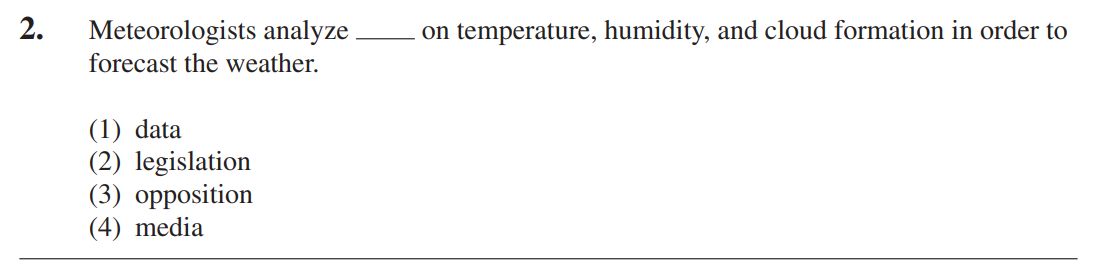 2. Meteorologists analyze ____ on temperature, humidity, and cloud formation in order to
forecast the weather.
(1) data
(2) legislation
(3) opposition
(4) media